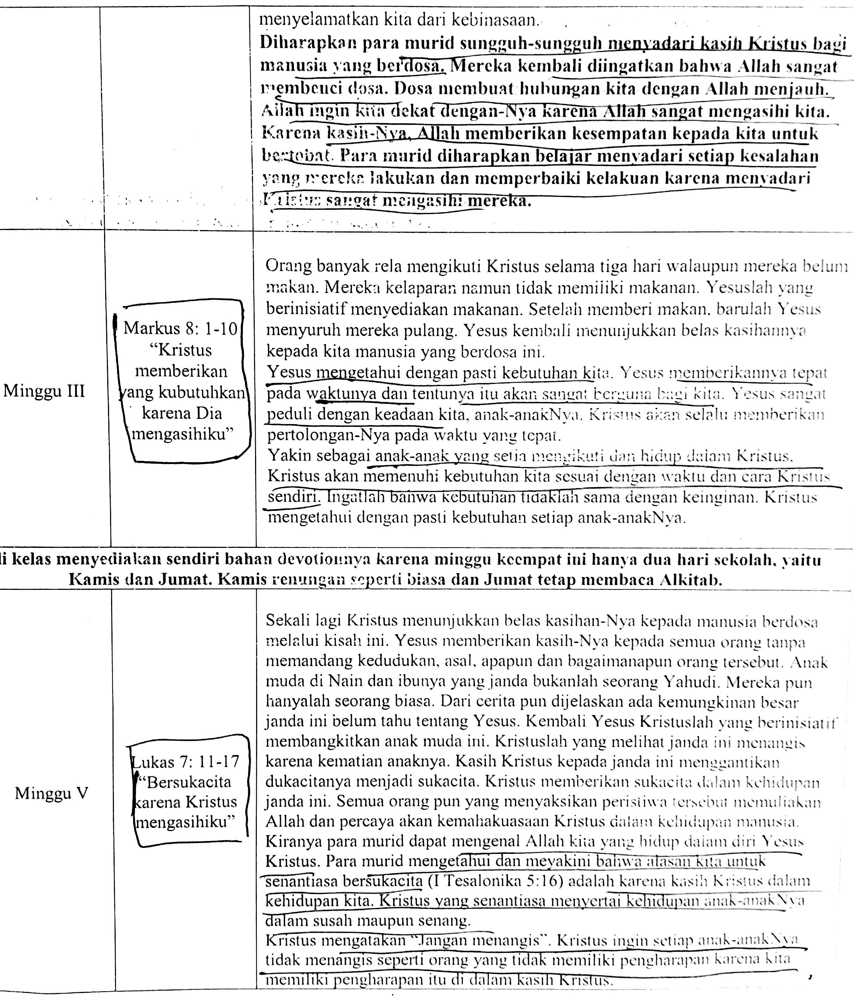 menyelamatkan kita dari kebinasaan.
Diharapkan para murid sungguh-sungguh menyadari kasih Kristus bagi
manusia yang berdosa. Mereka kembali diingatkan bahwa Allah sangat
membenci dosa. Dosa membuat hubungan kita dengan Allah menjauh.
Allah ingin kita dekat dengan-Nya karena Allah sangat mengasihi kita.
Karena kasih-Nya, Allah memberikan kesempatan kepada kita untuk
bertobat. Para murid diharapkan belajar menyadari setiap kesalahan
yang mereka lakukan dan memperbaiki kelakuan karena menyadari
Kristus sangat mengasihi mereka.
Minggu III
Markus 8: 1-10
“Kristus
memberikan
yang kubutuhkan
karena Dia
mengasihiku”
Orang banyak rela mengikuti Kristus selama tiga hari walaupun mereka belum
makan. Mereka kelaparan namun tidak memiliki makanan. Yesuslah yang
berinisiatif menyediakan makanan. Setelah memberi makan, barulah Yesus
menyuruh mereka pulang. Yesus kembali menunjukkan belas kasihannya
kepada kita manusia yang berdosa ini.
Yesus mengetahui dengan pasti kebutuhan kita. Yesus memberikannya tepat
pada waktunya dan tentunya itu akan sangat berguna bagi kita. Yesus sangat
peduli dengan keadaan kita, anak-anakNya. Kristus akan selalu memberikan
pertolongan-Nya pada waktu yang tepat.
Yakin sebagai anak-anak yang setia mengikuti dan hidup dalam Kristus,
Kristus akan memenuhi kebutuhan kita sesuai dengan waktu dan cara Kristus
sendiri. Ingatlah bahwa kebutuhan tidaklah sama dengan keinginan. Kristus
mengetahui dengan pasti kebutuhan setiap anak-anakNya.
li kelas menyediakan sendiri bahan devotionnya karena minggu keempat ini hanya dua hari sekolah, yaitu
Kamis dan Jumat. Kamis renungan seperti biasa dan Jumat tetap membaca Alkitab.
Minggu V
Lukas 7: 11-17
“Bersukacita
karena Kristus
mengasihiku”
Sekali lagi Kristus menunjukkan belas kasihan-Nya kepada manusia berdosa
melalui kisah ini. Yesus memberikan kasih-Nya kepada semua orang tanpa
memandang kedudukan, asal, apapun dan bagaimanapun orang tersebut. Anak
muda di Nain dan ibunya yang janda bukanlah seorang Yahudi. Mereka pun
hanyalah seorang biasa. Dari cerita pun dijelaskan ada kemungkinan besar
janda ini belum tahu tentang Yesus. Kembali Yesus Kristuslah yang berinisiatif
membangkitkan anak muda ini. Kristuslah yang melihat janda ini menangis
karena kematian anaknya. Kasih Kristus kepada janda ini menggantikan
dukacitanya menjadi sukacita. Kristus memberikan sukacita dalam kehidupan
janda ini. Semua orang pun yang menyaksikan peristiwa tersebut memuliakan
Allah dan percaya akan kemahakuasaan Kristus dalam kehidupan manusia.
Kiranya para murid dapat mengenal Allah kita yang hidup dalam diri Yesus
Kristus. Para murid mengetahui dan meyakini bahwa alasan kita untuk
senantiasa bersukacita (I Tesalonika 5:16) adalah karena kasih Kristus dalam
kehidupan kita. Kristus yang senantiasa menyertai kehidupan anak-anakNya
dalam susah maupun senang.
Kristus mengatakan “Jangan menangis”. Kristus ingin setiap anak-anakNya
tidak menangis seperti orang yang tidak memiliki pengharapan karena kita
memiliki pengharapan itu di dalam kasih Kristus.